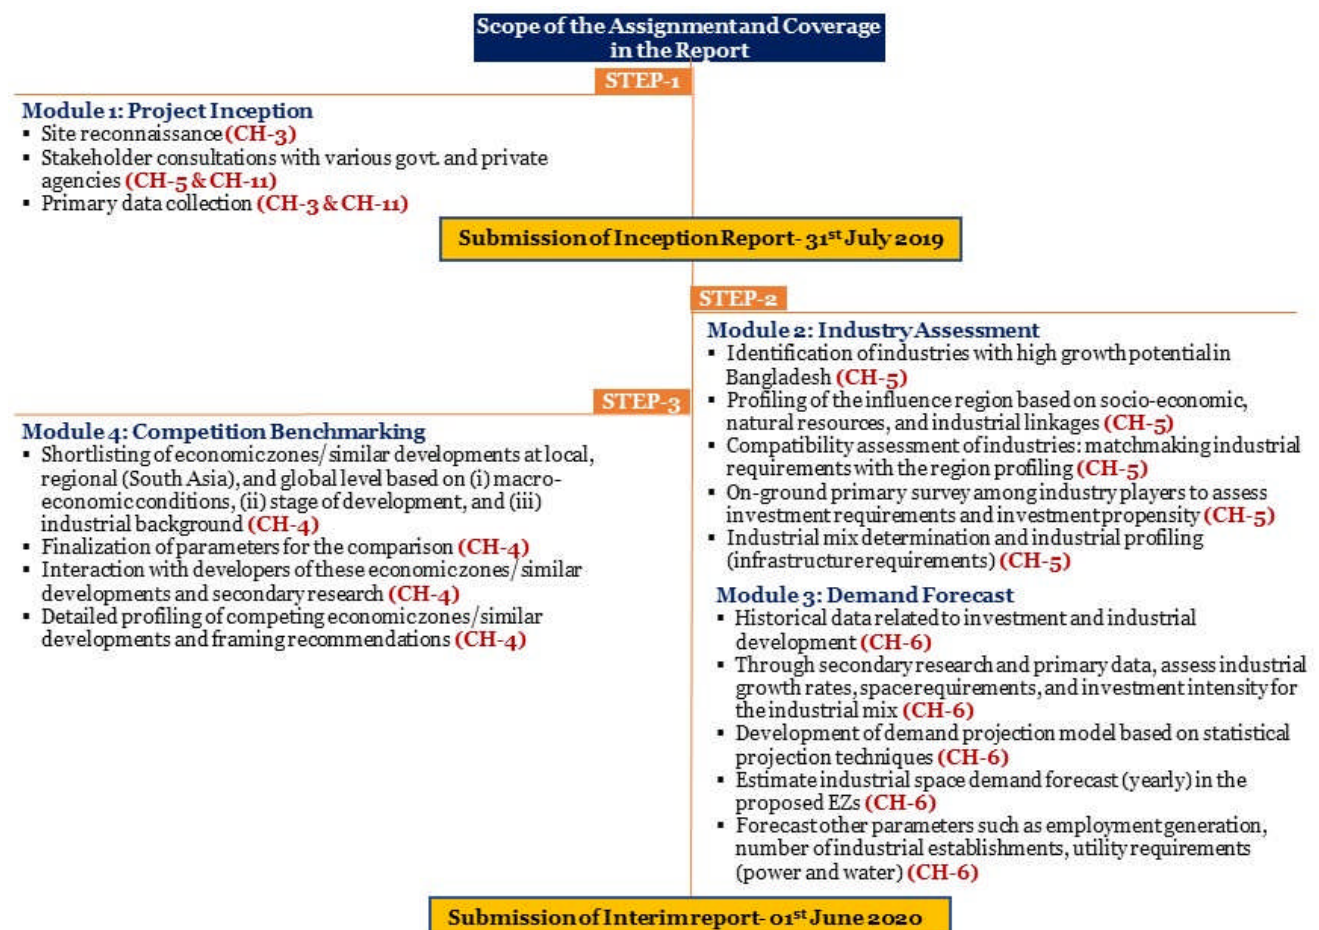 Scope of the Assignment and Coverage
in the Report
STEP-1
Module 1: Project Inception
▪ Site reconnaissance (CH-3)
▪ Stakeholder consultations with various govt. and private
agencies (CH-5 & CH-11)
▪ Primary data collection (CH-3 & CH-11)
Submission of Inception Report- 31st July 2019
STEP-2
Module 2: Industry Assessment
▪ Identification of industries with high growth potential in
Bangladesh (CH-5)
▪ Profiling of the influence region based on socio-economic,
natural resources, and industrial linkages (CH-5)
▪ Compatibility assessment of industries: matchmaking industrial
requirements with the region profiling (CH-5)
▪ On-ground primary survey among industry players to assess
investment requirements and investment propensity (CH-5)
▪ Industrial mix determination and industrial profiling
(infrastructure requirements) (CH-5)
Module 3: Demand Forecast
▪ Historical data related to investment and industrial
development (CH-6)
▪ Through secondary research and primary data, assess industrial
growth rates, space requirements, and investment intensity for
the industrial mix (CH-6)
▪ Development of demand projection model based on statistical
projection techniques (CH-6)
▪ Estimate industrial space demand forecast (yearly) in the
proposed EZs (CH-6)
▪ Forecast other parameters such as employment generation,
number of industrial establishments, utility requirements
(power and water) (CH-6)
STEP-3
Module 4: Competition Benchmarking
▪ Shortlisting of economic zones/ similar developments at local,
regional (South Asia), and global level based on (i) macro-
economic conditions, (ii) stage of development, and (iii)
industrial background (CH-4)
▪ Finalization of parameters for the comparison (CH-4)
▪ Interaction with developers of these economic zones/ similar
developments and secondary research (CH-4)
▪ Detailed profiling of competing economic zones/similar
developments and framing recommendations (CH-4)
Submission of Interim report- 01st June 2020